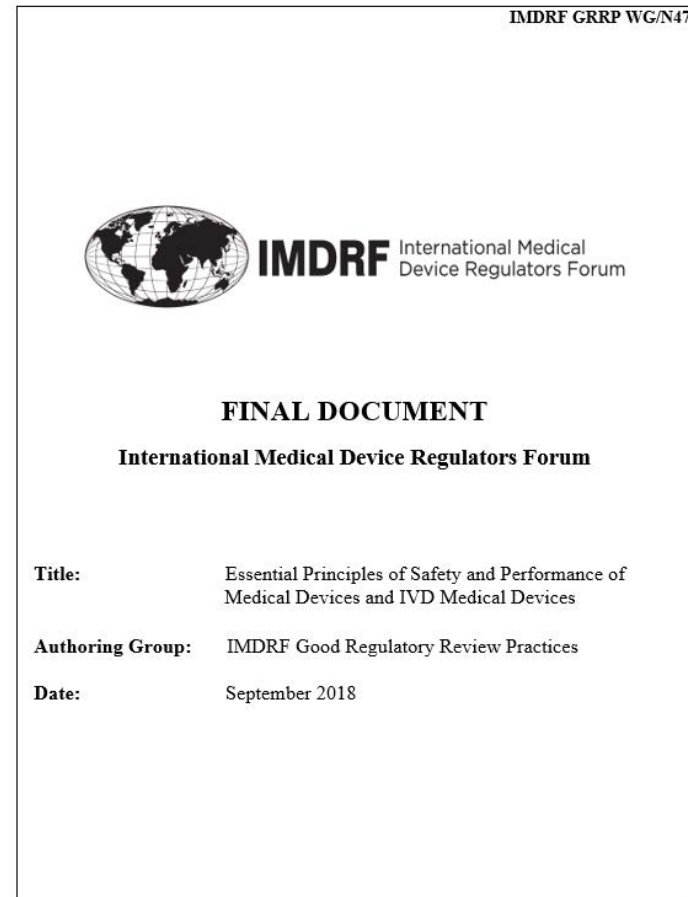 IMDRF GRRP WG/N47
IMDRF International Medical
Device Regulators Forum
FINAL DOCUMENT
International Medical Device Regulators Forum
Title: Essential Principles of Safety and Performance of
Medical Devices and IVD Medical Devices
Authoring Group: IMDRF Good Regulatory Review Practices
Date: September 2018